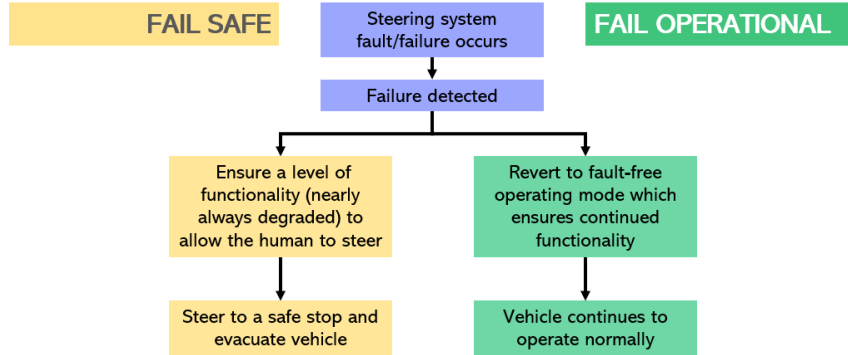 FAIL SAFE
Steering system
fault/failure occurs
FAIL OPERATIONAL
Failure detected
Ensure a level of
functionality (nearly
always degraded) to
allow the human to steer
Revert to fault-free
operating mode which
ensures continued
functionality
Steer to a safe stop and
evacuate vehicle
Vehicle continues to
operate normally